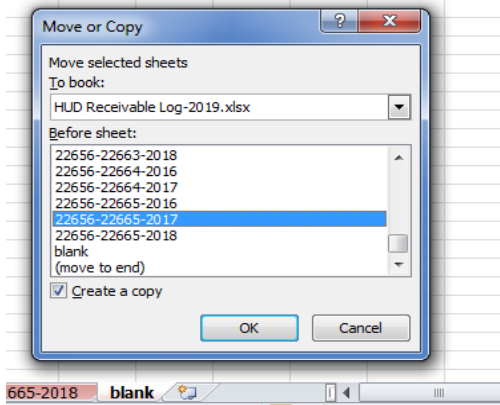 Move or Copy
Move selected sheets
To book:
HUD Receivable Log-2019.xlsx
Before sheet:
22656-22663-2018
22656-22664-2016
22656-22664-2017
22656-22665-2016
22656-22665-2017
22656-22665-2018
blank
(move to end)
Create a copy
OK Cancel
665-2018 blank